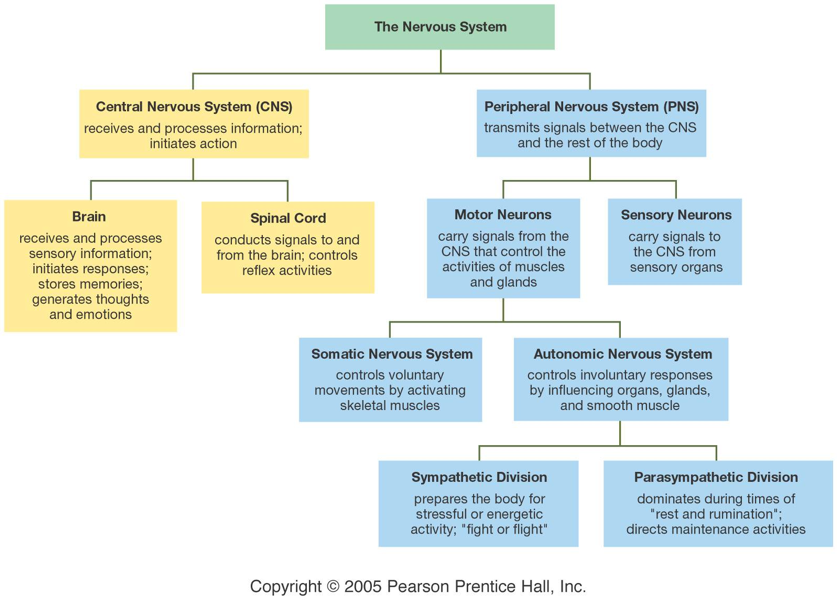 The Nervous System
Central Nervous System (CNS)
receives and processes information;
initiates action
Peripheral Nervous System (PNS)
transmits signals between the CNS
and the rest of the body
Brain
receives and processes
sensory information;
initiates responses;
stores memories;
generates thoughts
and emotions
Spinal Cord
conducts signals to and
from the brain; controls
reflex activities
Motor Neurons
carry signals from the
CNS that control the
activities of muscles
and glands
Sensory Neurons
carry signals to
the CNS from
sensory organs
Somatic Nervous System
controls voluntary
movements by activating
skeletal muscles
Autonomic Nervous System
controls involuntary responses
by influencing organs, glands,
and smooth muscle
Sympathetic Division
prepares the body for
stressful or energetic
activity; "fight or flight"
Parasympathetic Division
dominates during times of
"rest and rumination";
directs maintenance activities
Copyright © 2005 Pearson Prentice Hall, Inc.